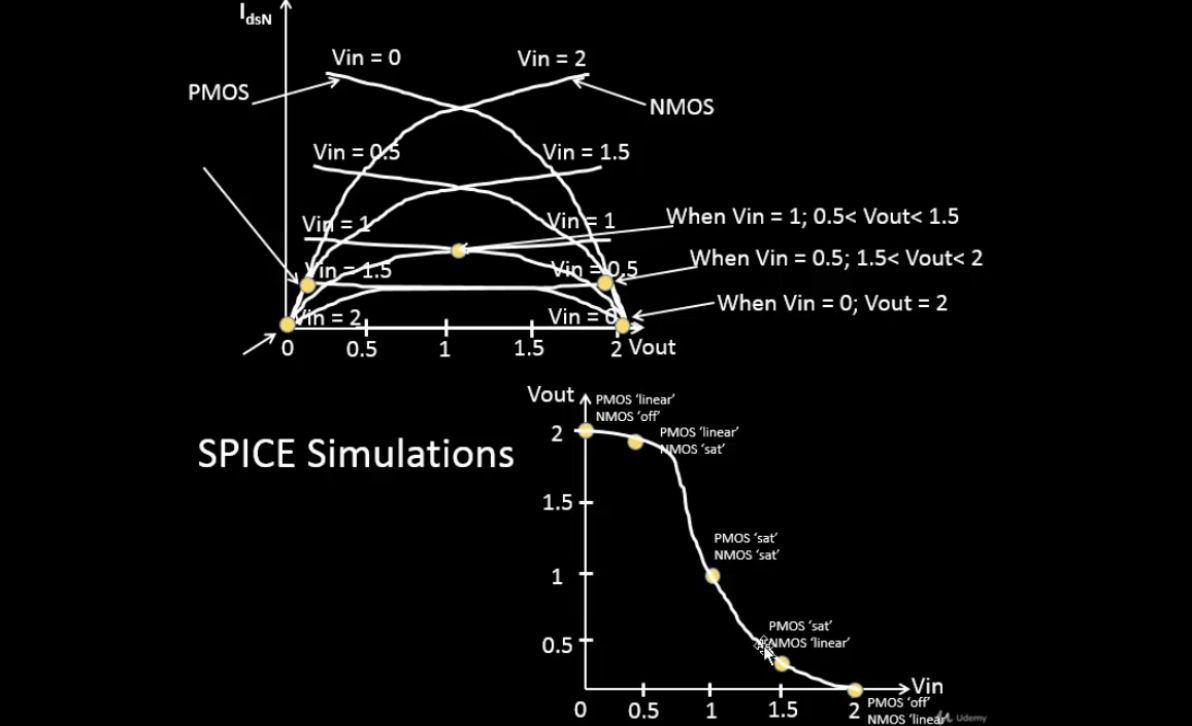 IdsN
Vin = 0
Vin = 2
PMOS
NMOS
Vin = 0.5
Vin = 1.5
Vin = 1
Vin = 1
When Vin = 1; 0.5< Vout< 1.5
Vin = 1.5
Vin = 0.5
When Vin = 0.5; 1.5< Vout< 2
Vin = 2
Vin = 0
When Vin = 0; Vout = 2
0 0.5 1 1.5 2 Vout
Vout
PMOS ‘linear’
NMOS ‘off’
2
PMOS ‘linear’
NMOS ‘sat’
SPICE Simulations
1.5
PMOS ‘sat’
NMOS ‘sat’
1
PMOS ‘sat’
NMOS ‘linear’
0.5
Vin
0 0.5 1 1.5 2
PMOS ‘off’
NMOS ‘linear’
Udemy